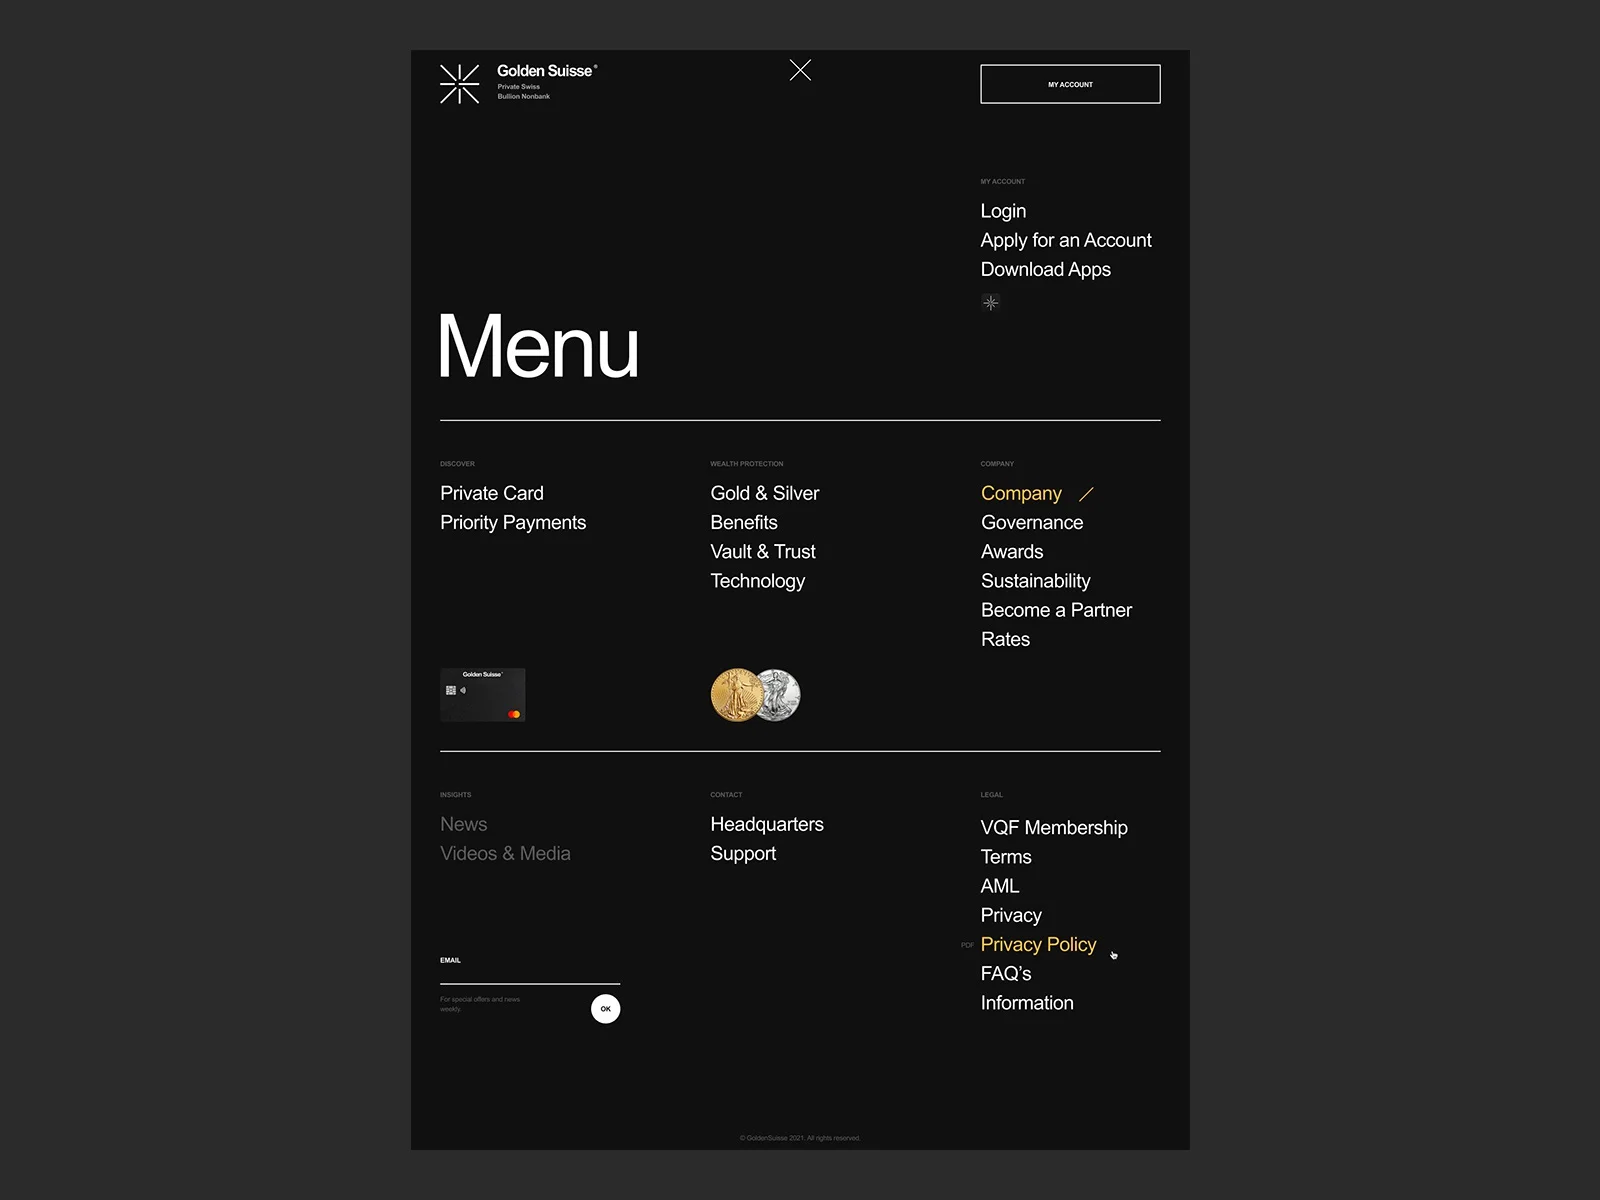 Golden Suisse®
Private Swiss
Bullion Nonbank
MY ACCOUNT
MY ACCOUNT
Login
Apply for an Account
Download Apps
Menu
DISCOVER
Private Card
Priority Payments
Golden Suisse®
WEALTH PROTECTION
Gold & Silver
Benefits
Vault & Trust
Technology
COMPANY
Company
Governance
Awards
Sustainability
Become a Partner
Rates
INSIGHTS
News
Videos & Media
EMAIL
For special offers and news
weekly.
OK
CONTACT
Headquarters
Support
LEGAL
VQF Membership
Terms
AML
Privacy
PDF Privacy Policy
FAQ’s
Information
© GoldenSuisse 2021. All rights reserved.